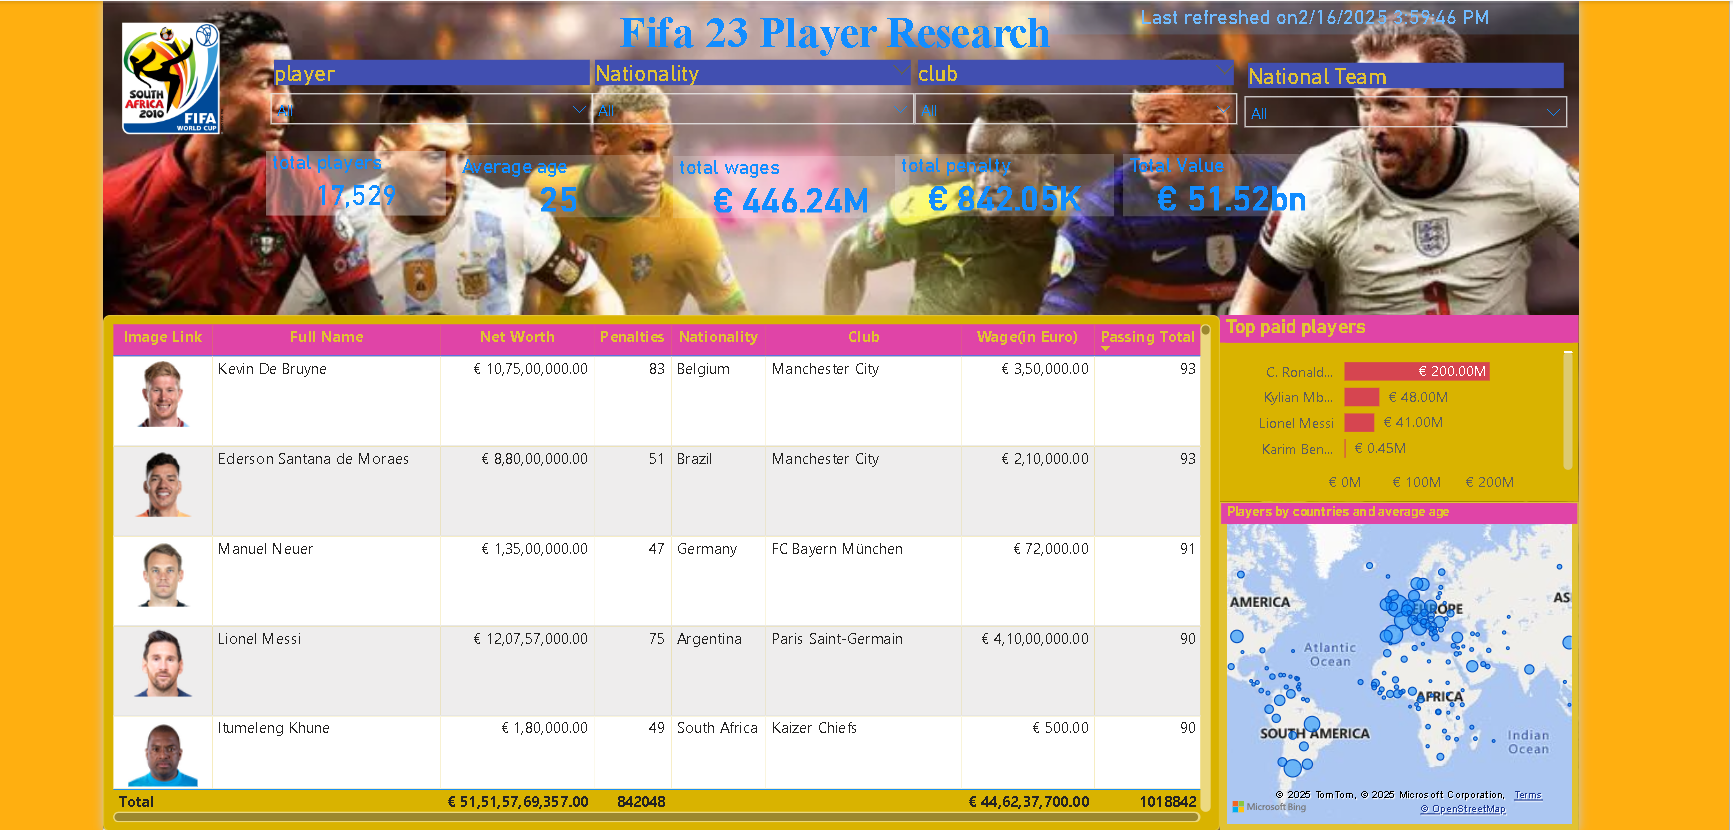 Fifa 23 Player Research
Last refreshed on2/16/2025 3:59:46 PM
SOUTH
AFRICA
2010
FIFA
WORLD CUP
player
Nationality
club
National Team
All
All
All
All
total players
17,529
Average age
25
total wages
€ 446.24M
total penalty
€ 842.05K
Total Value
€ 51.52bn
Image Link Full Name Net Worth Penalties Nationality Club Wage(in Euro) Passing Total
Kevin De Bruyne € 10,75,00,000.00 83 Belgium Manchester City € 3,50,000.00 93
Ederson Santana de Moraes € 8,80,00,000.00 51 Brazil Manchester City € 2,10,000.00 93
Manuel Neuer € 1,35,00,000.00 47 Germany FC Bayern München € 72,000.00 91
Lionel Messi € 12,07,57,000.00 75 Argentina Paris Saint-Germain € 4,10,00,000.00 90
Itumeleng Khune € 1,80,000.00 49 South Africa Kaizer Chiefs € 500.00 90
Total € 51,51,57,69,357.00 842048 € 44,62,37,700.00 1018842
Top paid players
C. Ronald... € 200.00M
Kylian Mb... € 48.00M
Lionel Messi € 41.00M
Karim Ben... € 0.45M
€ 0M € 100M € 200M
Players by countries and average age
AMERICA
EUROPE
AS
Atlantic
Ocean
AFRICA
SOUTH AMERICA
Indian
Ocean
© 2025 TomTom, © 2025 Microsoft Corporation, Terms
Microsoft Bing
© OpenStreetMap